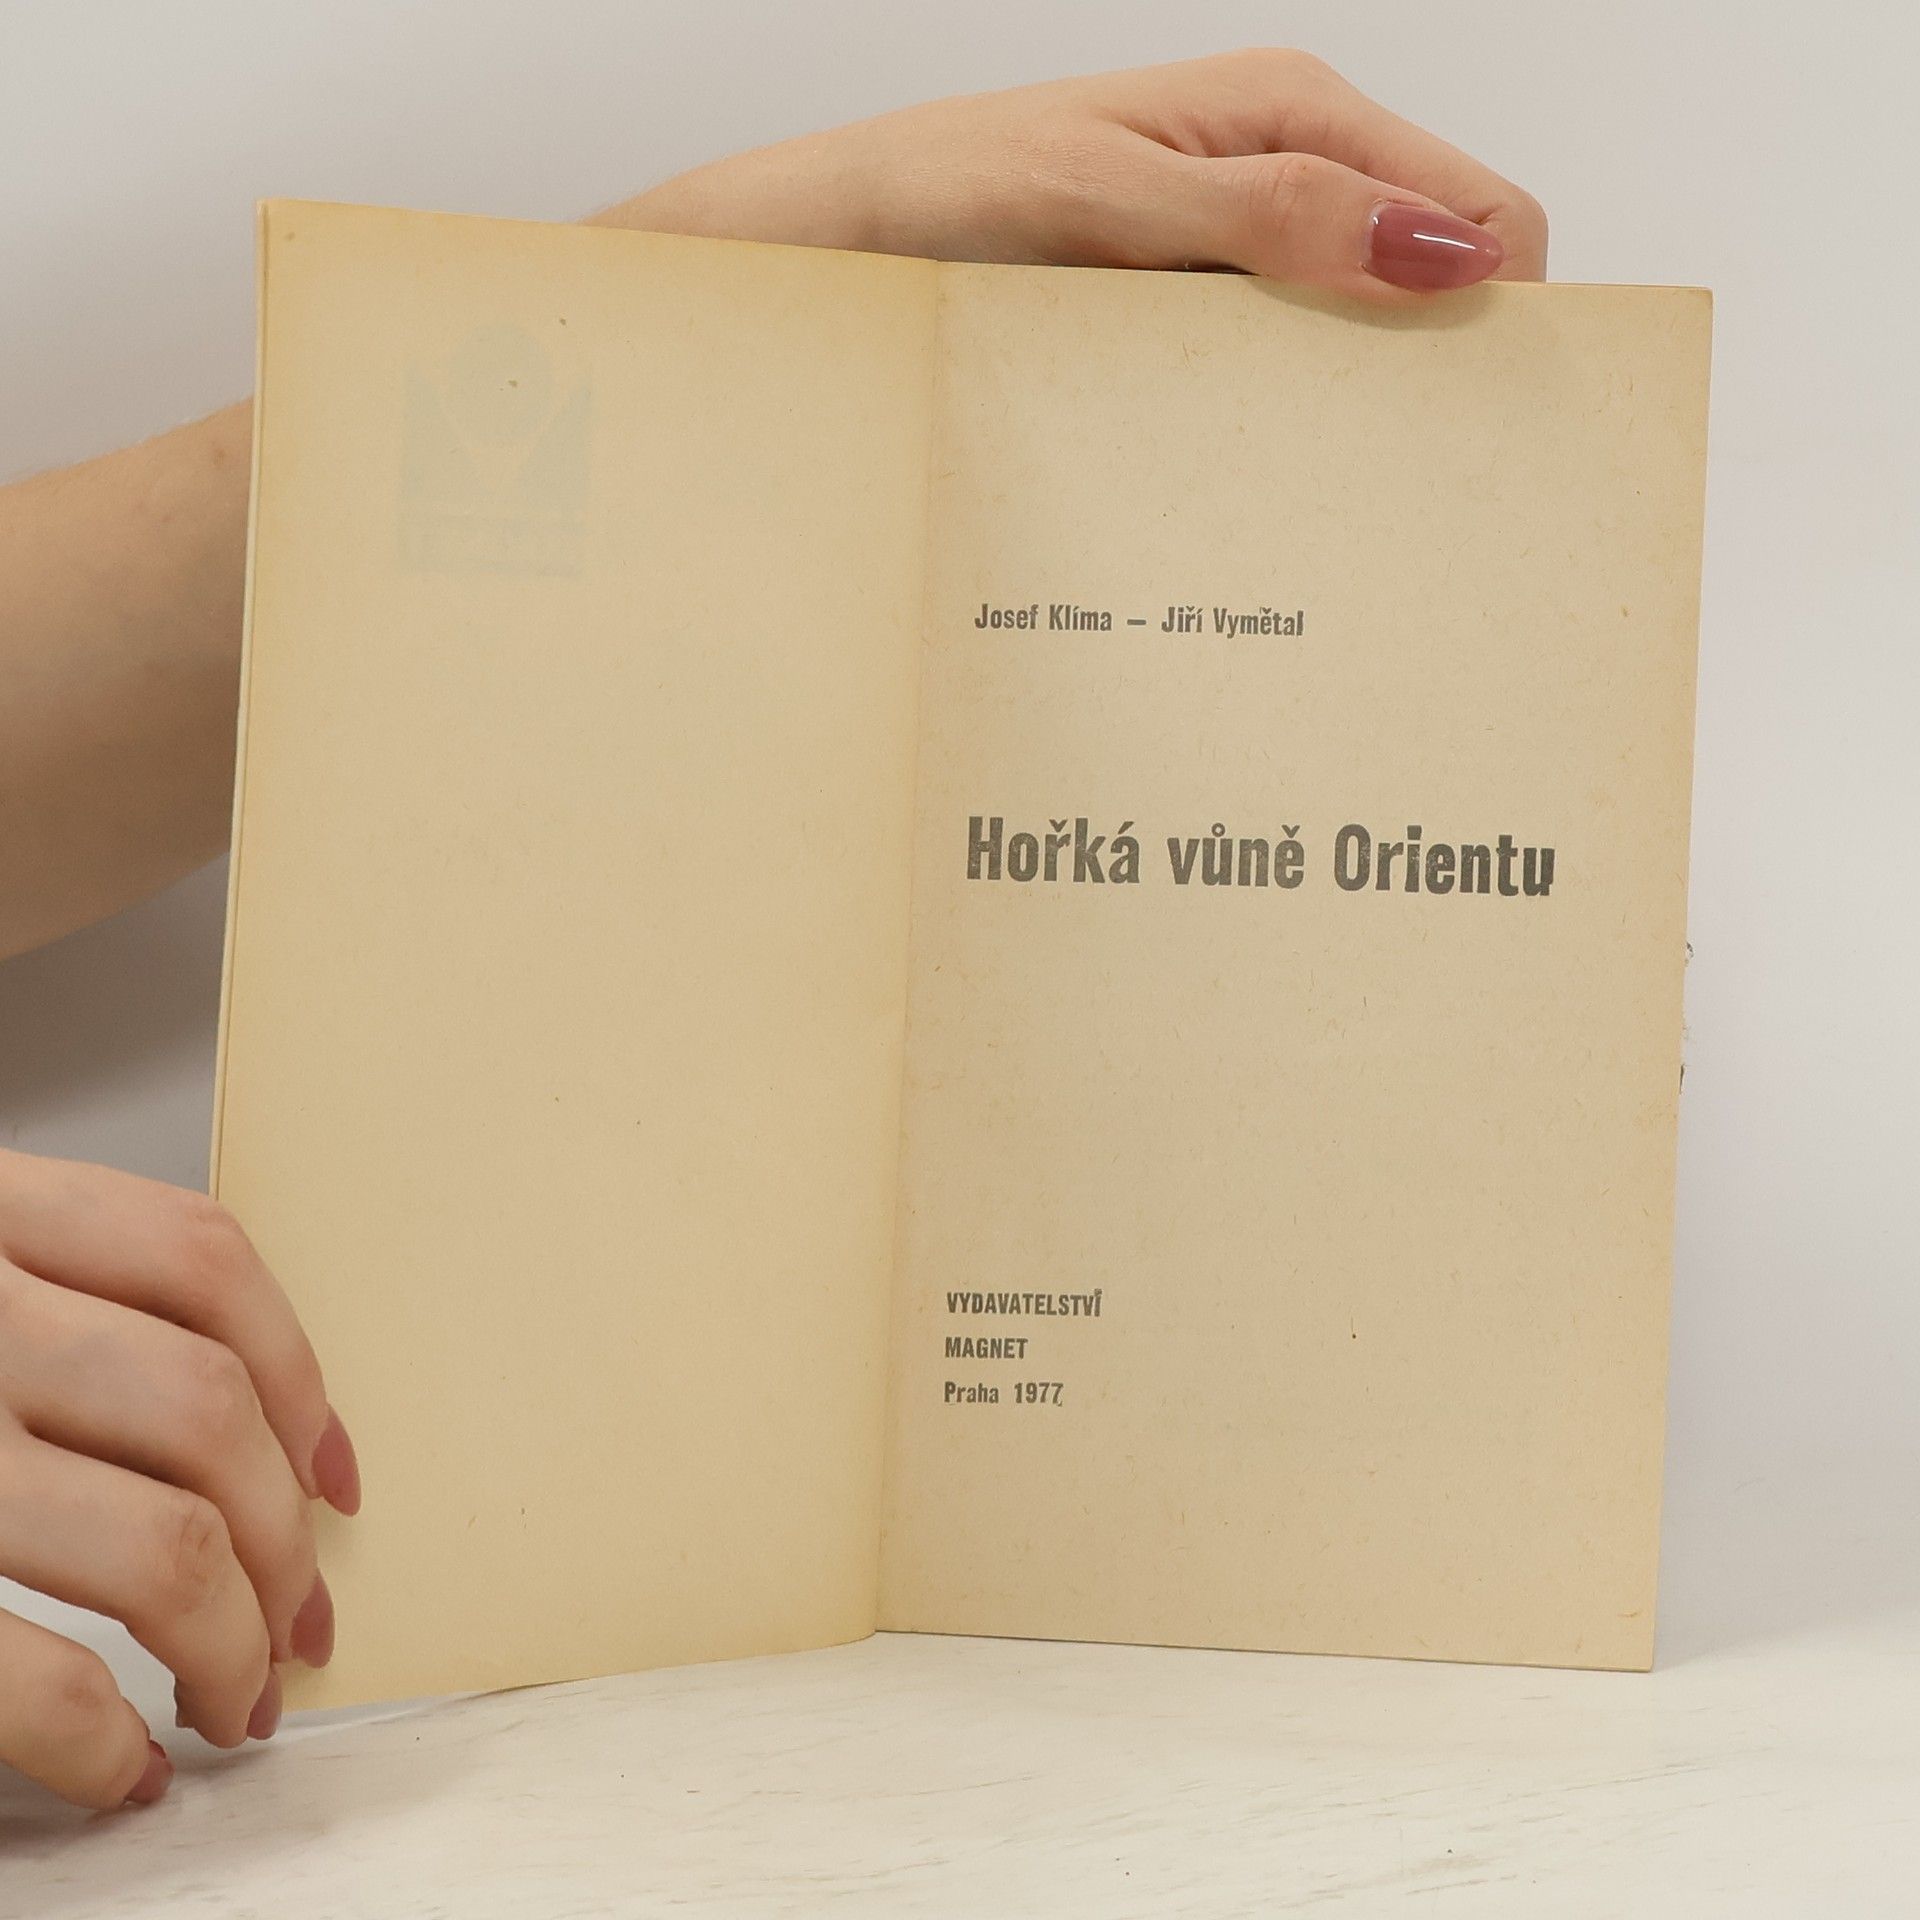 Josef Klíma – Jiří Vymětal
Hořká vůně Orientu
VYDAVATELSTVÍ
MAGNET
Praha 1977